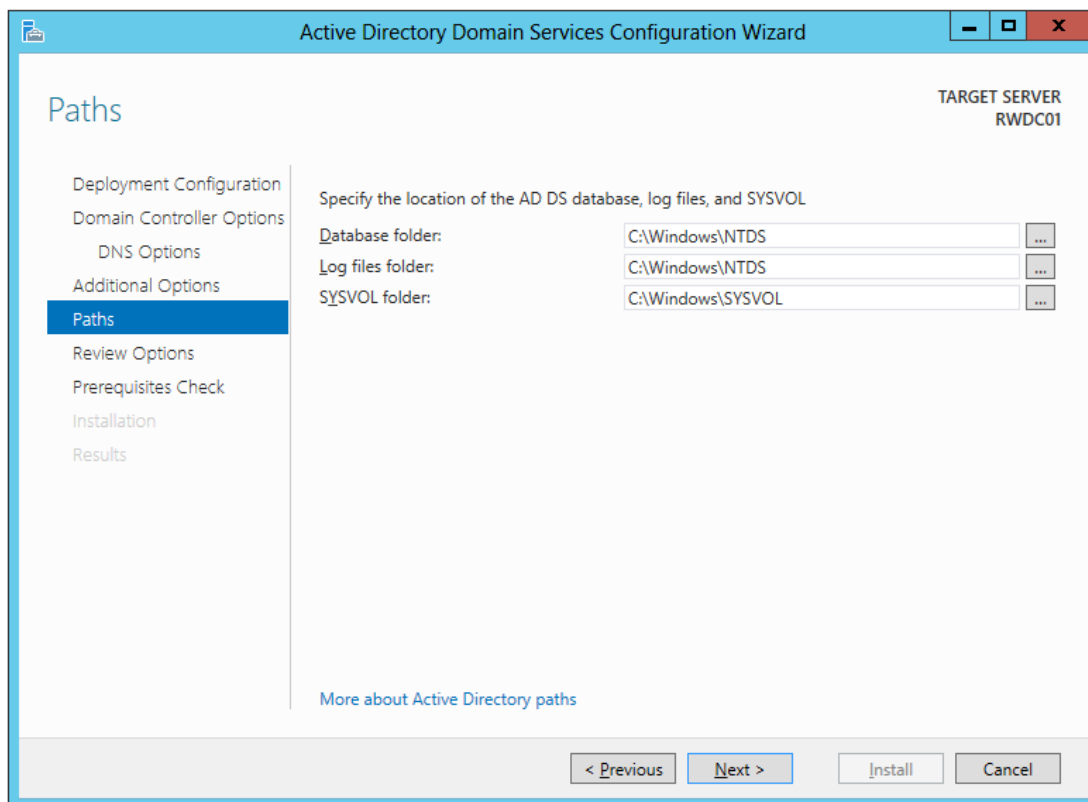 Active Directory Domain Services Configuration Wizard
Paths
TARGET SERVER
RWDC01
Deployment Configuration
Domain Controller Options
DNS Options
Additional Options
Paths
Review Options
Prerequisites Check
Installation
Results
Specify the location of the AD DS database, log files, and SYSVOL
Database folder: C:\Windows\NTDS ...
Log files folder: C:\Windows\NTDS ...
SYSVOL folder: C:\Windows\SYSVOL ...
More about Active Directory paths
< Previous Next > Install Cancel